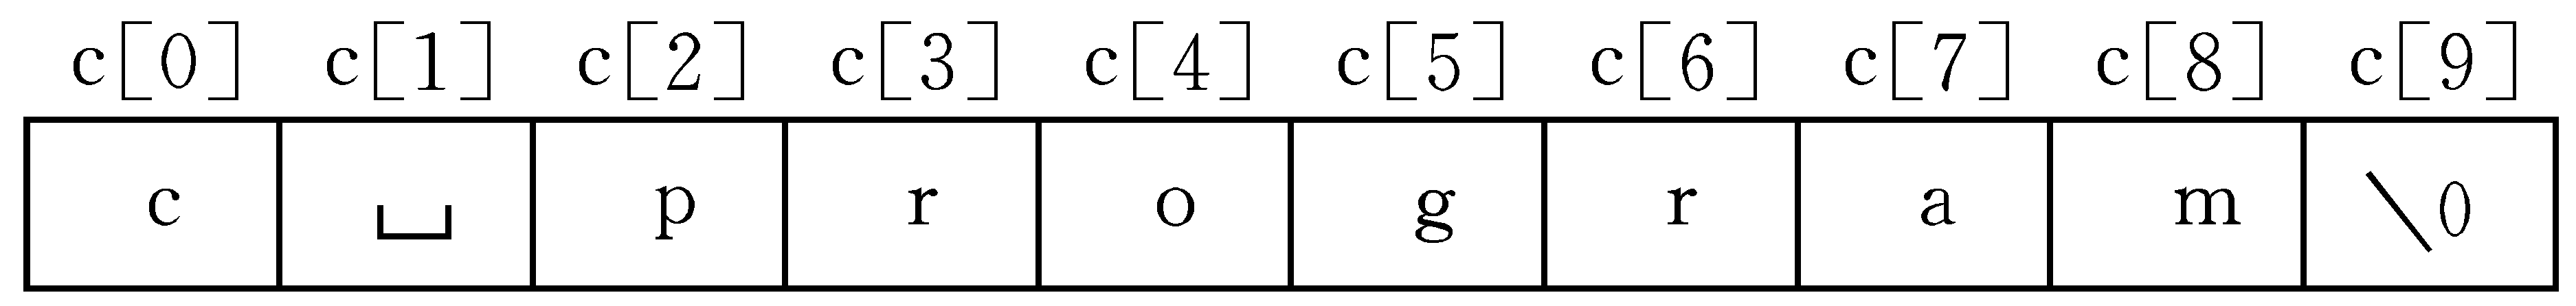 c[0] c[1] c[2] c[3] c[4] c[5] c[6] c[7] c[8] c[9]
c ␣ p r o g r a m \0